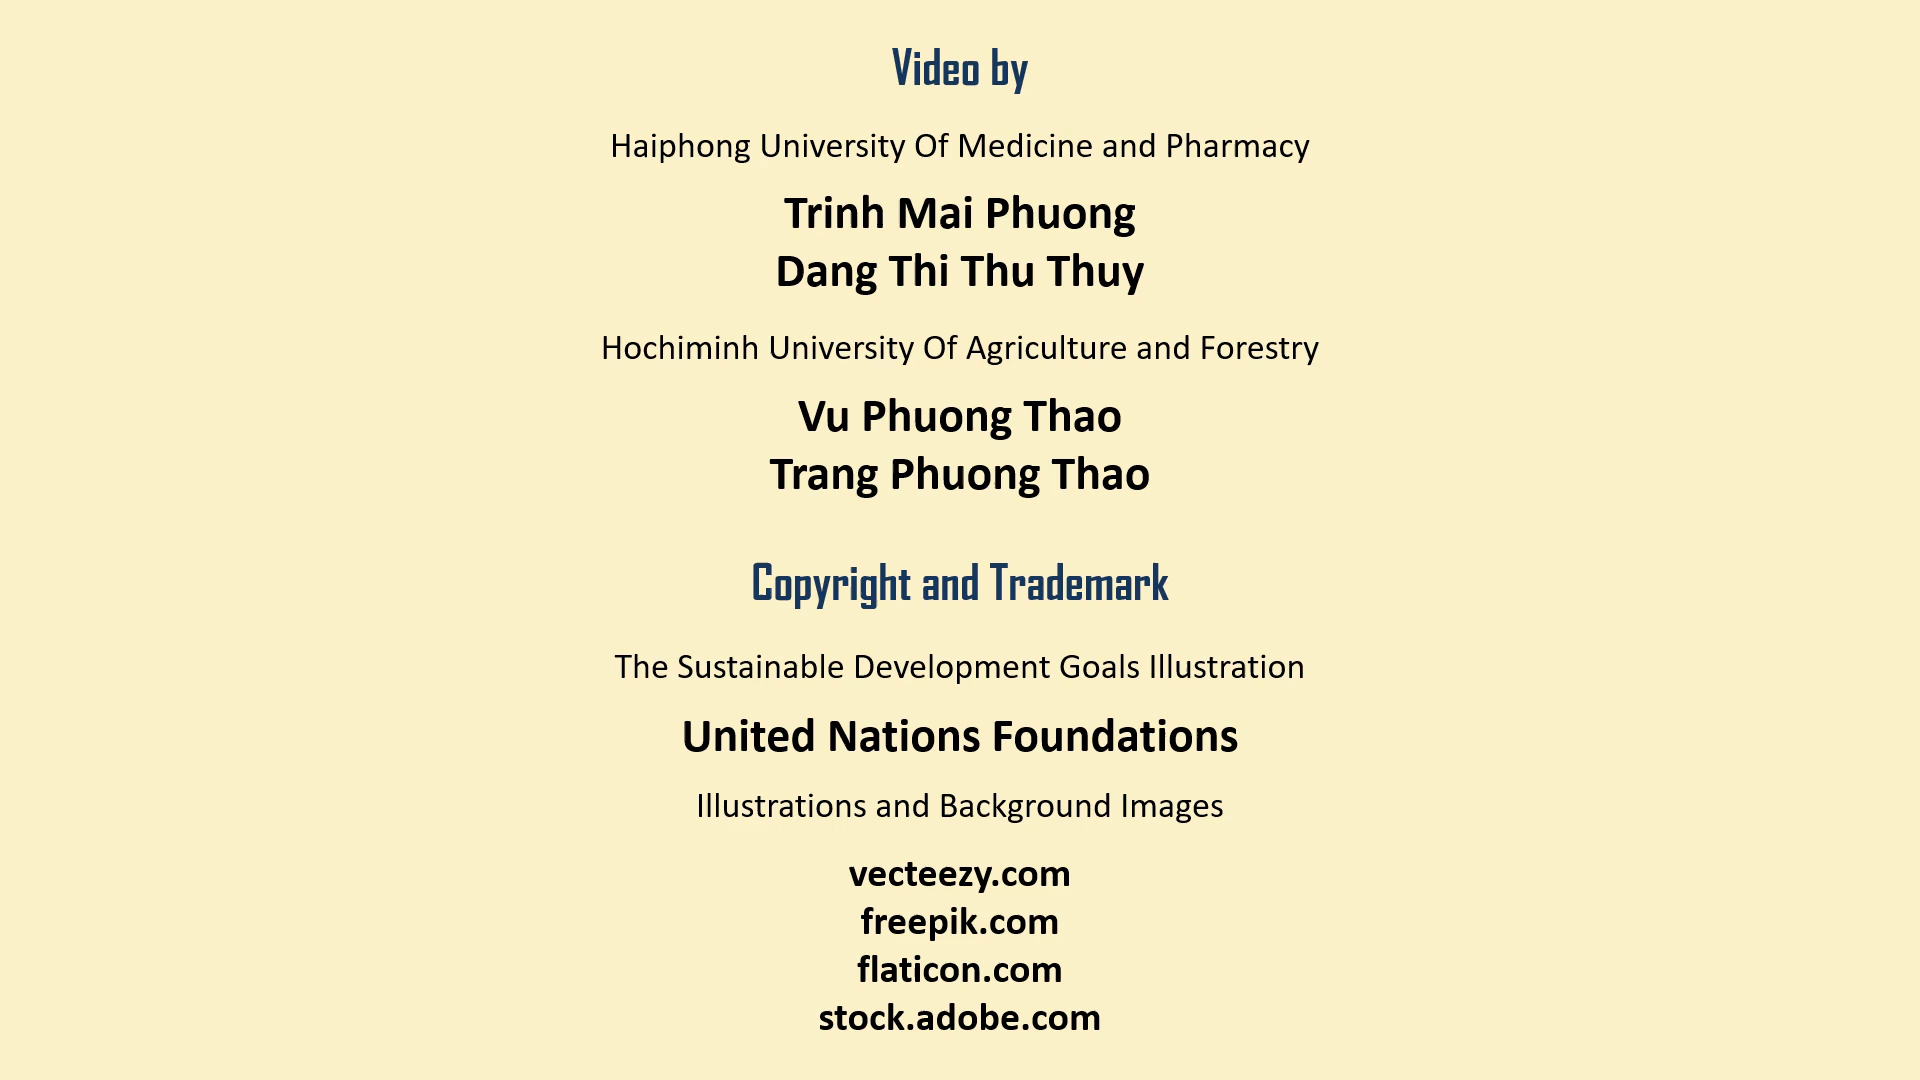 Video by
Haiphong University Of Medicine and Pharmacy
Trinh Mai Phuong
Dang Thi Thu Thuy
Hochiminh University Of Agriculture and Forestry
Vu Phuong Thao
Trang Phuong Thao
Copyright and Trademark
The Sustainable Development Goals Illustration
United Nations Foundations
Illustrations and Background Images
vecteezy.com
freepik.com
flaticon.com
stock.adobe.com